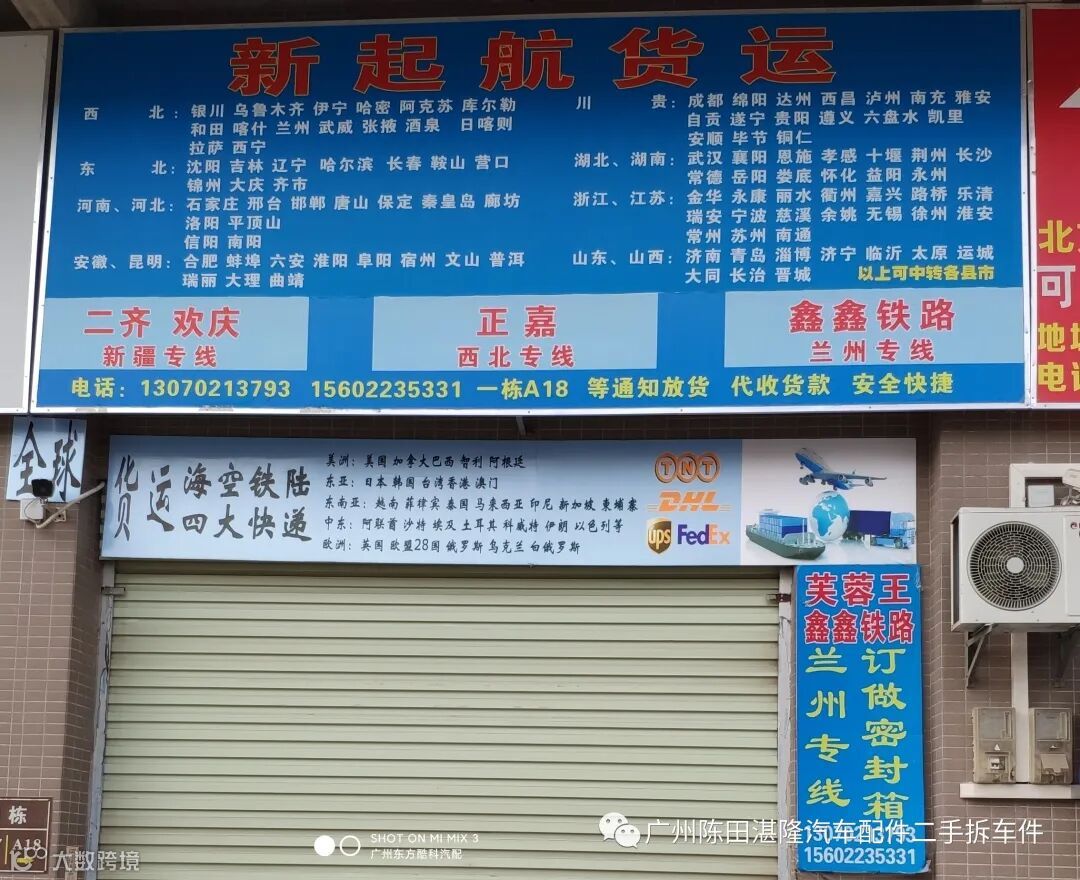 新起航货运
西 北：银川 乌鲁木齐 伊宁 哈密 阿克苏 库尔勒
和田 喀什 兰州 武威 张掖 酒泉 日喀则
拉萨 西宁
东 北：沈阳 吉林 辽宁 哈尔滨 长春 鞍山 营口
锦州 大庆 齐市
河南、河北：石家庄 邢台 邯郸 唐山 保定 秦皇岛 廊坊
洛阳 平顶山
信阳 南阳
安徽、昆明：合肥 蚌埠 六安 淮阳 阜阳 宿州 文山 普洱
瑞丽 大理 曲靖
川 贵：成都 绵阳 达州 西昌 泸州 南充 雅安
自贡 遂宁 贵阳 遵义 六盘水 凯里
安顺 毕节 铜仁
湖北、湖南：武汉 襄阳 恩施 孝感 十堰 荆州 长沙
常德 岳阳 娄底 怀化 益阳 永州
浙江、江苏：金华 永康 丽水 衢州 嘉兴 路桥 乐清
瑞安 宁波 慈溪 余姚 无锡 徐州 淮安
常州 苏州 南通
山东、山西：济南 青岛 淄博 济宁 临沂 太原 运城
大同 长治 晋城 以上可中转各县市
二齐 欢庆
新疆专线
正嘉
西北专线
鑫鑫铁路
兰州专线
电话：13070213793 15602235331 一栋A18 等通知放货 代收货款 安全快捷
北
可
地
电
全球
货运
海空铁陆
四大快递
美洲：美国 加拿大巴西 智利 阿根廷
东亚：日本 韩国 台湾香港 澳门
东南亚：越南 菲律宾 泰国 马来西亚 印尼 新加坡 柬埔寨
中东：阿联酋 沙特 埃及 土耳其 科威特 伊朗 以色列等
欧洲：英国 欧盟28国 俄罗斯 乌克兰 白俄罗斯
TNT
DHL
ups FedEx
芙蓉王
鑫鑫铁路
兰州专线
订做密封箱
13070213793
15602235331
栋
A18
SHOT ON MI MIX 3
广州东方酷科汽配
广州陈田湛隆汽车配件二手拆车件
大数跨境